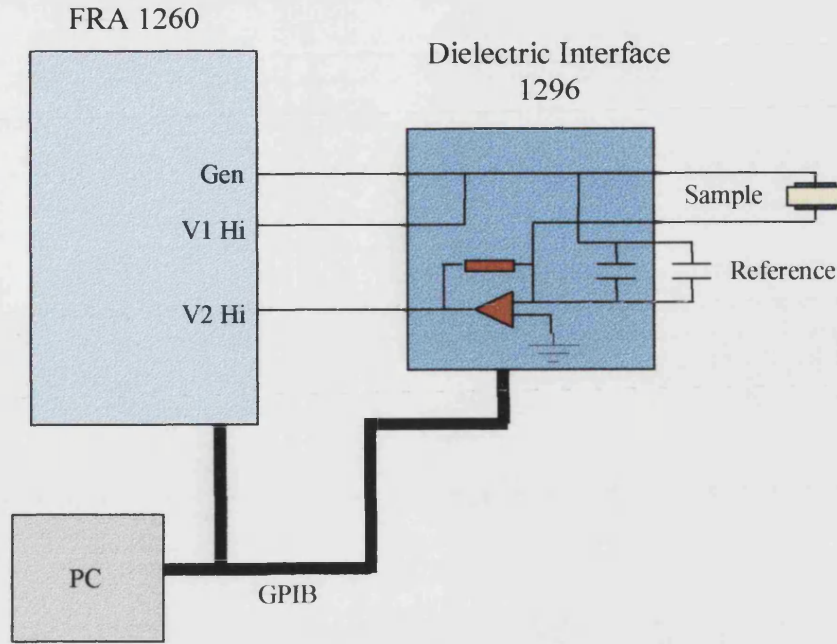 FRA 1260
Dielectric Interface
1296
Gen
Sample
V1 Hi
Reference
V2 Hi
PC
GPIB